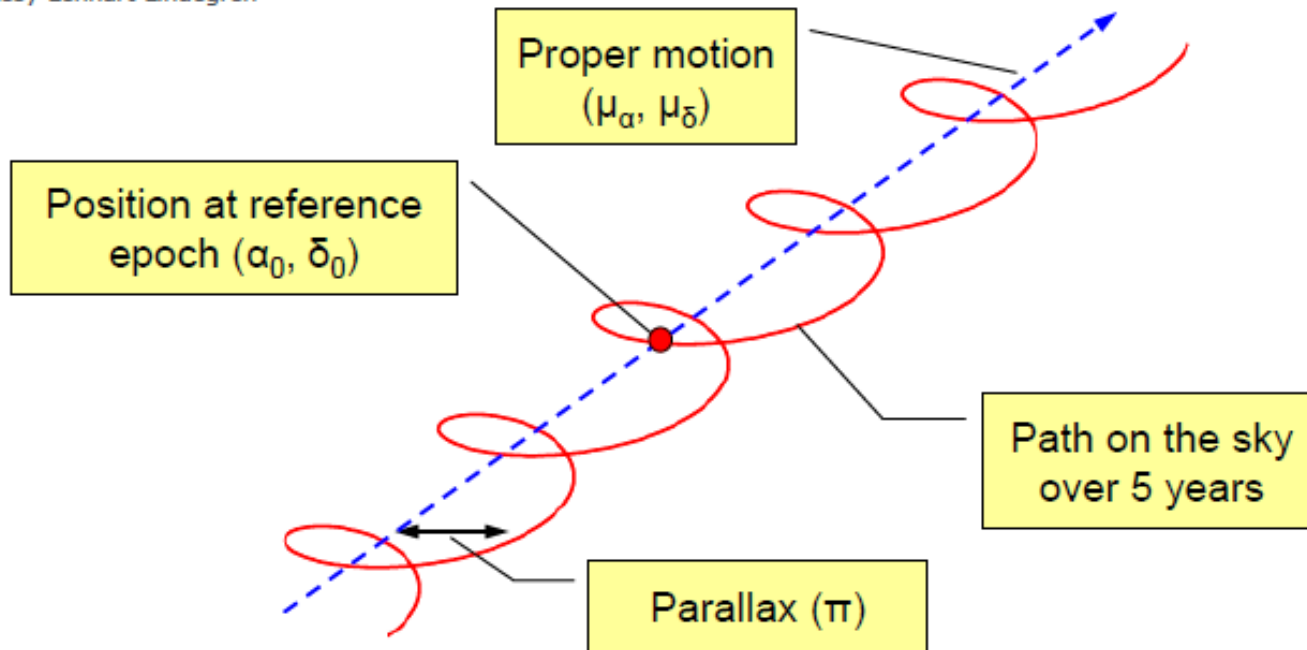 Proper motion
(μα, μδ)
Position at reference
epoch (α0, δ0)
Path on the sky
over 5 years
Parallax (π)